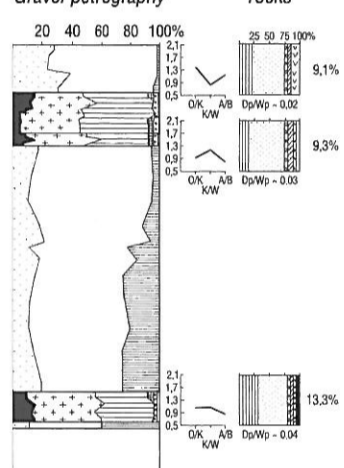 Gravel petrography
rocks
20 40 60 80 100%
2,1
1,7
1,3
0,9
0,5
O/K A/B
K/W
25 50 75 100%
Dp/Wp ~ 0,02
9,1%
2,1
1,7
1,3
0,9
0,5
O/K A/B
K/W
Dp/Wp ~ 0,03
9,3%
2,1
1,7
1,3
0,9
0,5
O/K A/B
K/W
Dp/Wp ~ 0,04
13,3%